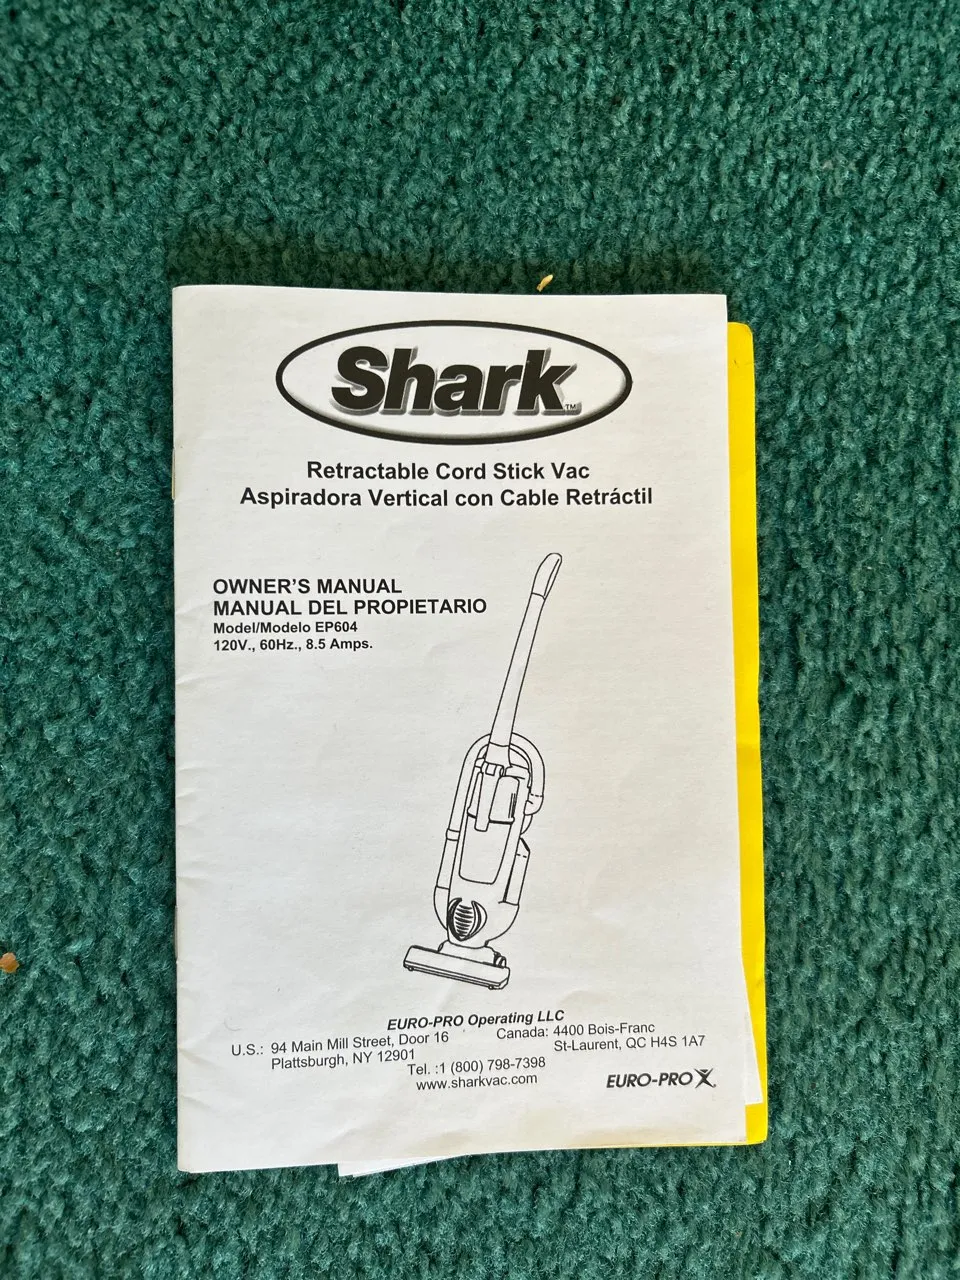 Shark™
Retractable Cord Stick Vac
Aspiradora Vertical con Cable Retráctil
OWNER'S MANUAL
MANUAL DEL PROPIETARIO
Model/Modelo EP604
120V., 60Hz., 8.5 Amps.
EURO-PRO Operating LLC
U.S.: 94 Main Mill Street, Door 16
Plattsburgh, NY 12901
Canada: 4400 Bois-Franc
St-Laurent, QC H4S 1A7
Tel. :1 (800) 798-7398
www.sharkvac.com
EURO-PRO X®